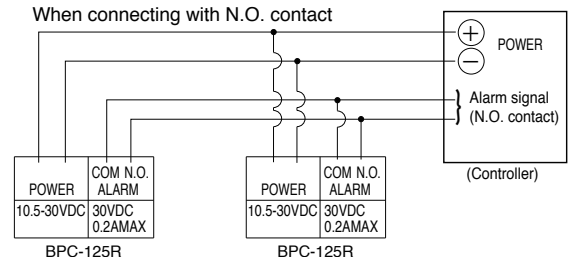 When connecting with N.O. contact
+
−
POWER
Alarm signal
(N.O. contact)
(Controller)
POWER
COM N.O.
ALARM
10.5-30VDC
30VDC
0.2AMAX
BPC-125R
POWER
COM N.O.
ALARM
10.5-30VDC
30VDC
0.2AMAX
BPC-125R